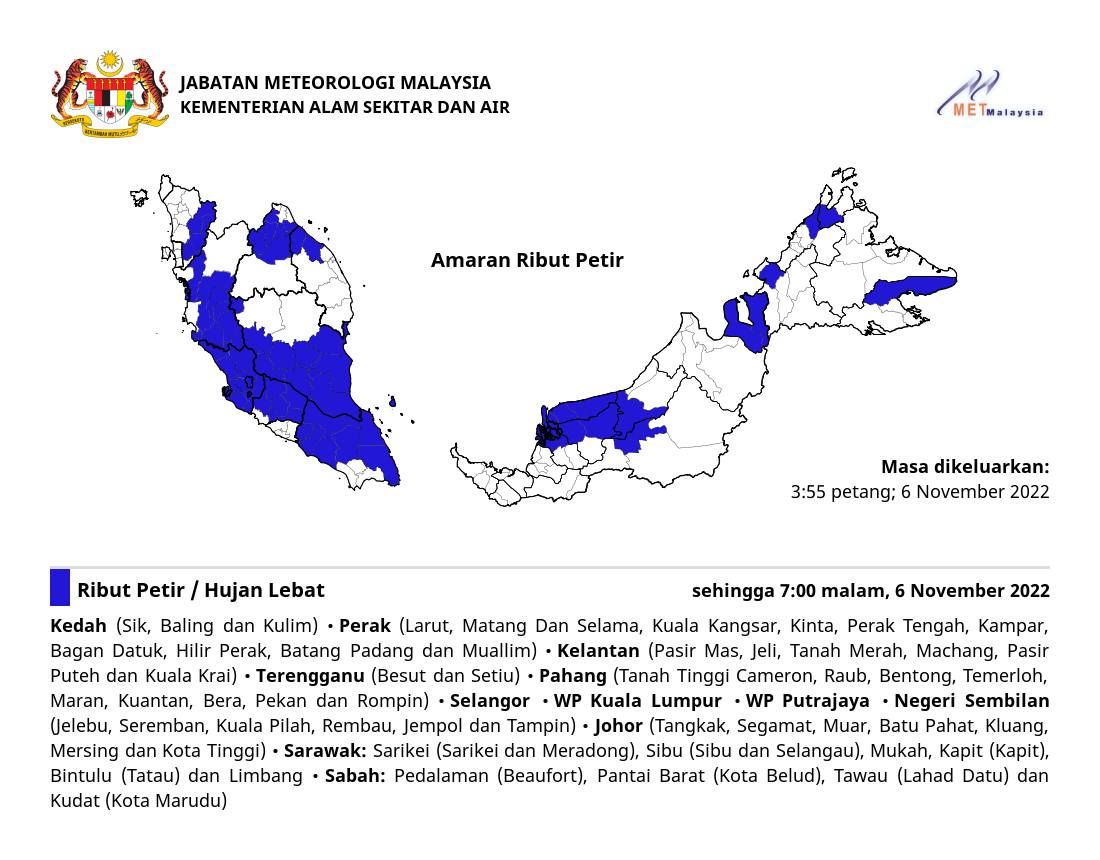 JABATAN METEOROLOGI MALAYSIA
KEMENTERIAN ALAM SEKITAR DAN AIR
METMalaysia
Amaran Ribut Petir
Masa dikeluarkan:
3:55 petang; 6 November 2022
Ribut Petir / Hujan Lebat
sehingga 7:00 malam, 6 November 2022
Kedah (Sik, Baling dan Kulim) • Perak (Larut, Matang Dan Selama, Kuala Kangsar, Kinta, Perak Tengah, Kampar,
Bagan Datuk, Hilir Perak, Batang Padang dan Muallim) • Kelantan (Pasir Mas, Jeli, Tanah Merah, Machang, Pasir
Puteh dan Kuala Krai) • Terengganu (Besut dan Setiu) • Pahang (Tanah Tinggi Cameron, Raub, Bentong, Temerloh,
Maran, Kuantan, Bera, Pekan dan Rompin) • Selangor • WP Kuala Lumpur • WP Putrajaya • Negeri Sembilan
(Jelebu, Seremban, Kuala Pilah, Rembau, Jempol dan Tampin) • Johor (Tangkak, Segamat, Muar, Batu Pahat, Kluang,
Mersing dan Kota Tinggi) • Sarawak: Sarikei (Sarikei dan Meradong), Sibu (Sibu dan Selangau), Mukah, Kapit (Kapit),
Bintulu (Tatau) dan Limbang • Sabah: Pedalaman (Beaufort), Pantai Barat (Kota Belud), Tawau (Lahad Datu) dan
Kudat (Kota Marudu)